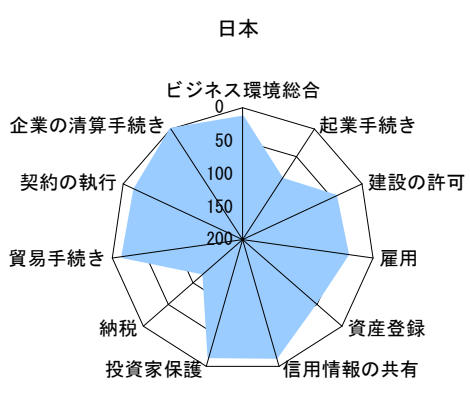 日本
ビジネス環境総合
0
企業の清算手続き
起業手続き
50
契約の執行
100
建設の許可
150
200
貿易手続き
雇用
納税
資産登録
投資家保護
信用情報の共有